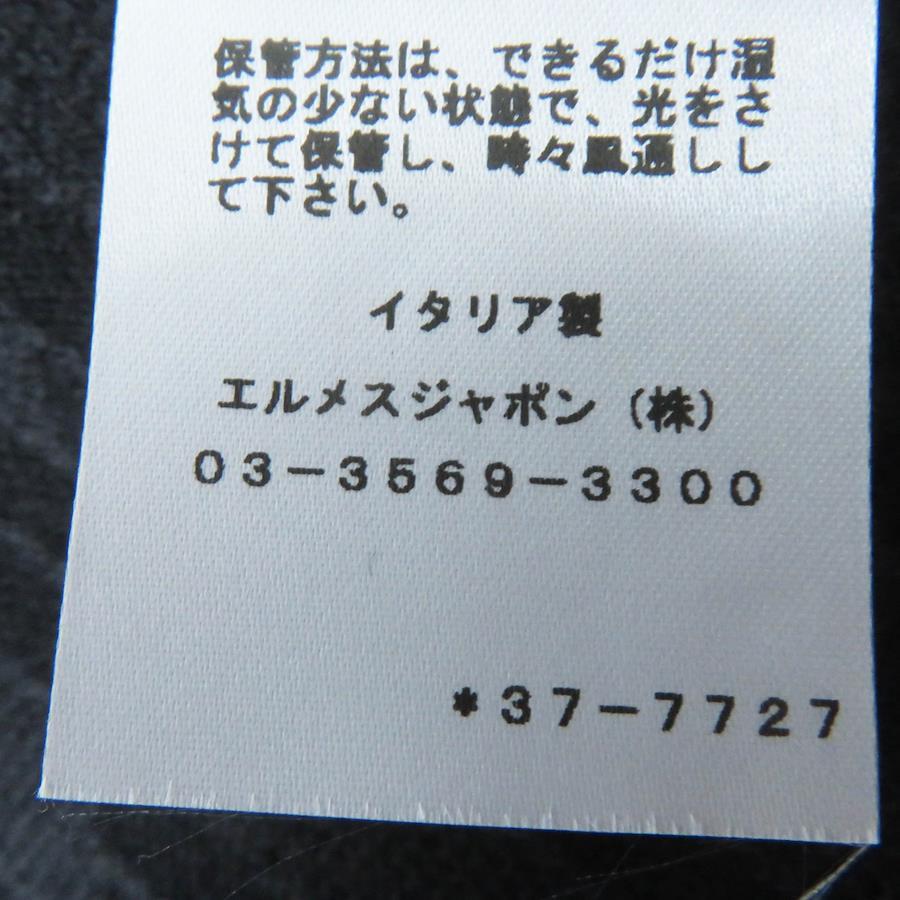 保管方法は、できるだけ湿
気の少ない状態で、光をさ
けて保管し、時々風通しし
て下さい。
イタリア製
エルメスジャポン（株）
０３－３５６９－３３００
*３７－７７２７